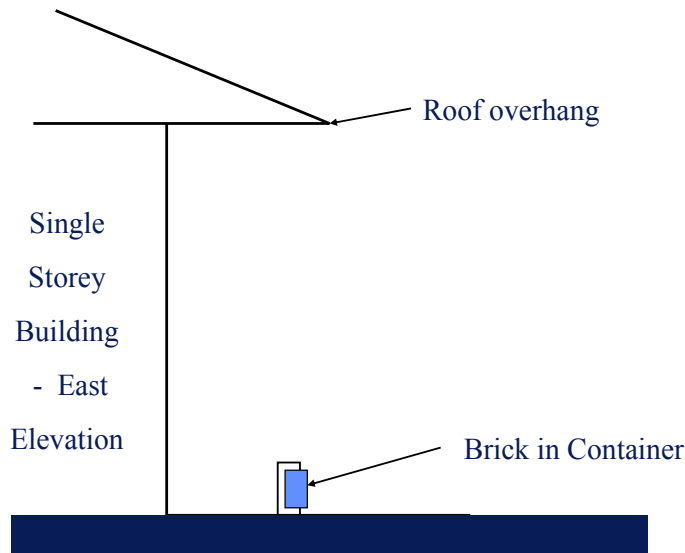 Roof overhang
Single
Storey
Building
- East
Elevation
Brick in Container